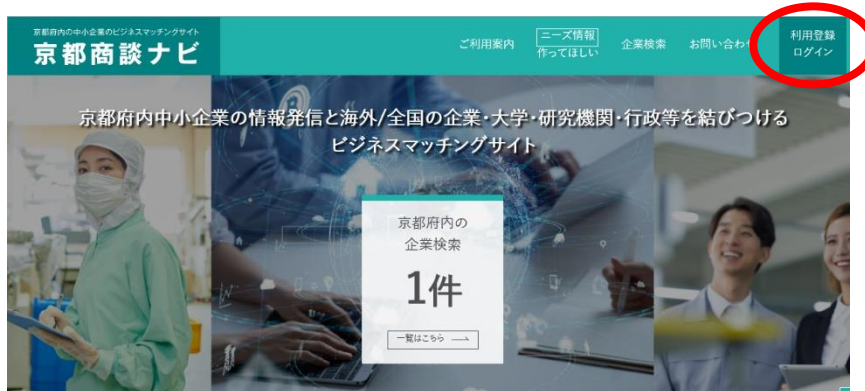 京都府内の中小企業のビジネスマッチングサイト
京都商談ナビ
ご利用案内
ニーズ情報
作ってほしい
企業検索
お問い合わせ
利用登録
ログイン
京都府内中小企業の情報発信と海外/全国の企業・大学・研究機関・行政等を結びつける
ビジネスマッチングサイト
京都府内の
企業検索
1件
一覧はこちら